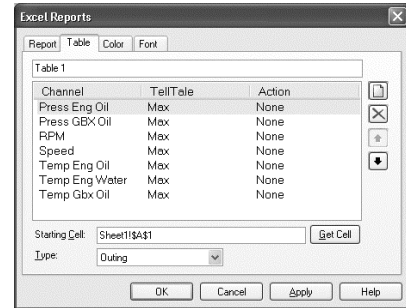 Excel Reports
Report Table Color Font
Table 1
Channel TellTale Action
Press Eng Oil Max None
Press GBX Oil Max None
RPM Max None
Speed Max None
Temp Eng Oil Max None
Temp Eng Water Max None
Temp Gbx Oil Max None
Starting Cell: Sheet1!$A$1 Get Cell
Type: Outing
OK Cancel Apply Help